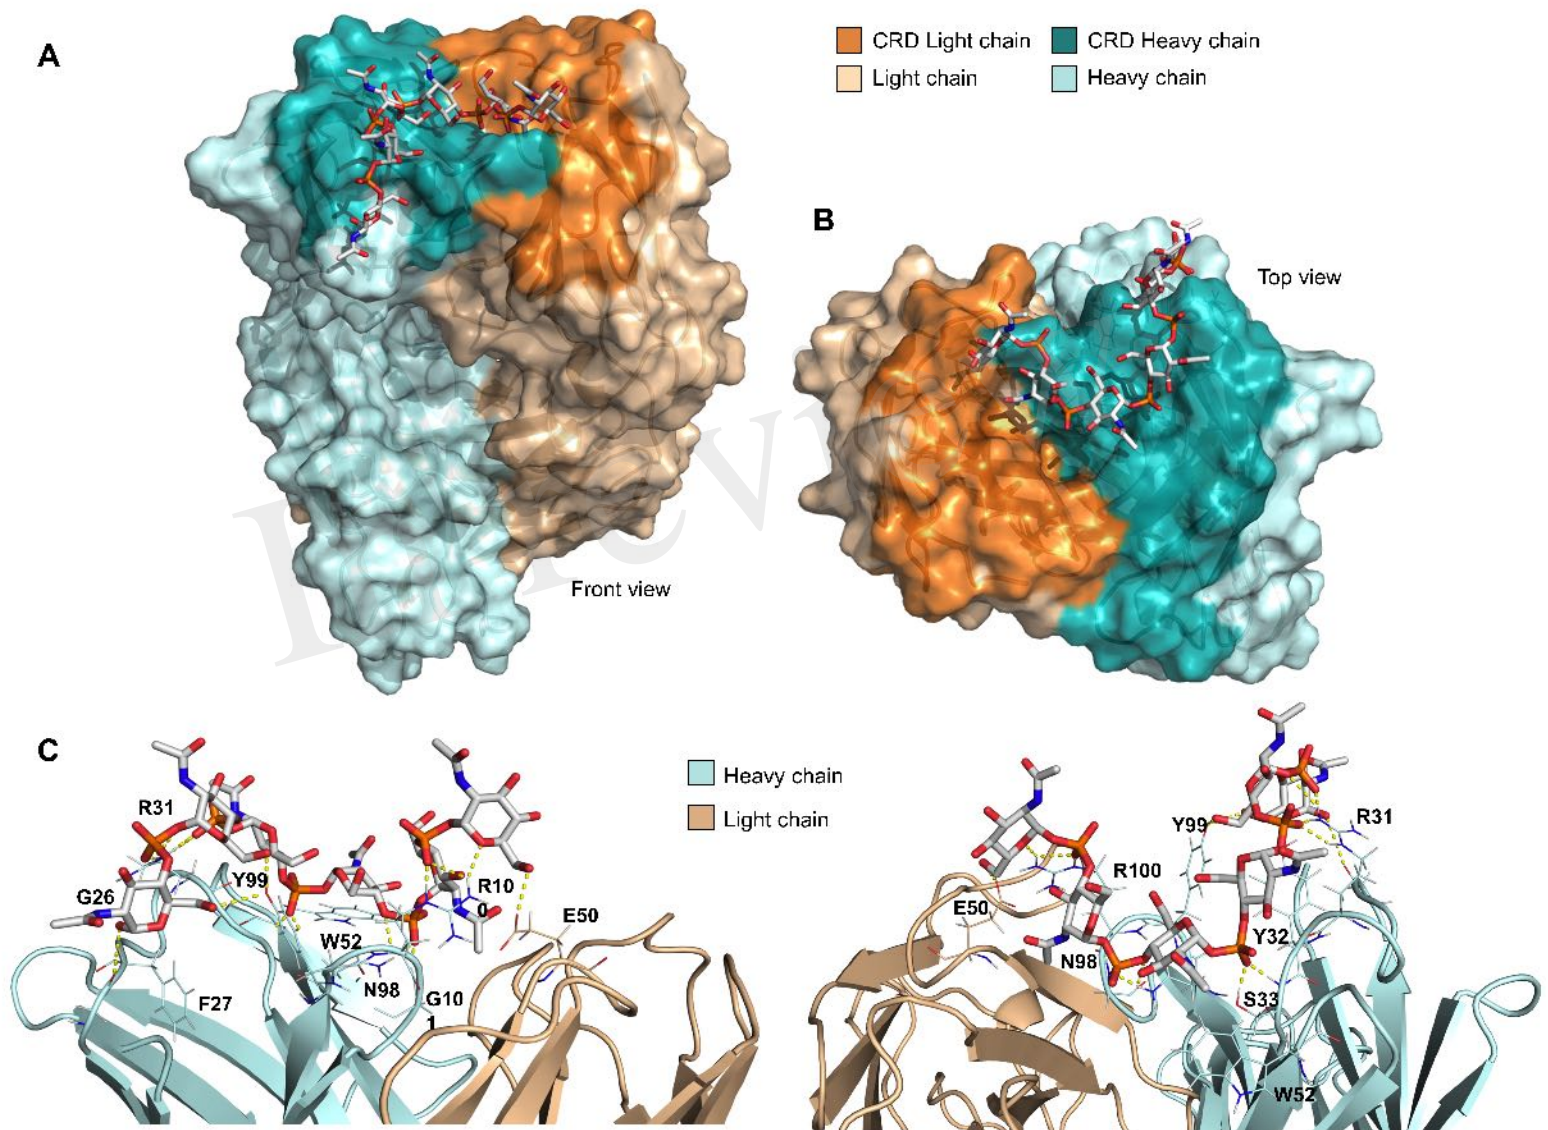 A
CRD Light chain
CRD Heavy chain
Light chain
Heavy chain
B
Top view
Front view
C
Heavy chain
Light chain
R31
G26
Y99
R10
0
E50
W52
N98
G10
1
F27
Y99
R31
R100
E50
N98
Y32
S33
W52